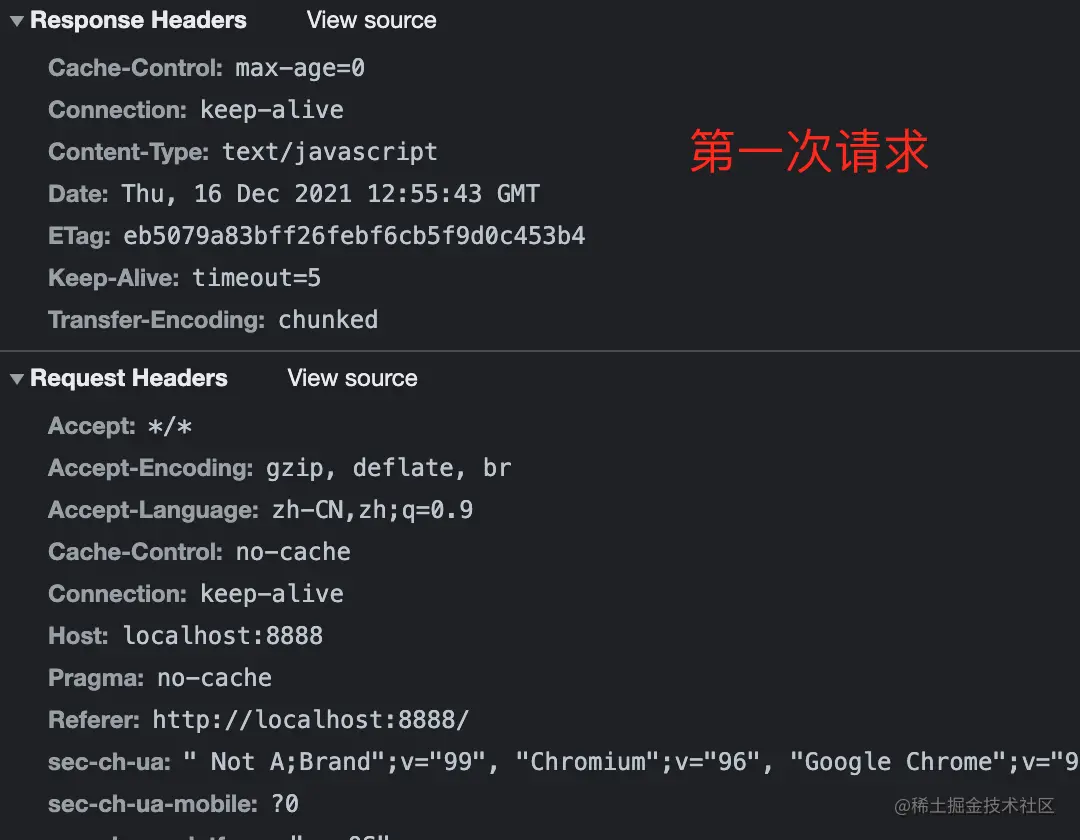 Response Headers View source
Cache-Control: max-age=0
Connection: keep-alive
Content-Type: text/javascript
第一次请求
Date: Thu, 16 Dec 2021 12:55:43 GMT
ETag: eb5079a83bff26febf6cb5f9d0c453b4
Keep-Alive: timeout=5
Transfer-Encoding: chunked
Request Headers View source
Accept: */*
Accept-Encoding: gzip, deflate, br
Accept-Language: zh-CN,zh;q=0.9
Cache-Control: no-cache
Connection: keep-alive
Host: localhost:8888
Pragma: no-cache
Referer: http://localhost:8888/
sec-ch-ua: " Not A;Brand";v="99", "Chromium";v="96", "Google Chrome";v="9
sec-ch-ua-mobile: ?0
@稀土掘金技术社区